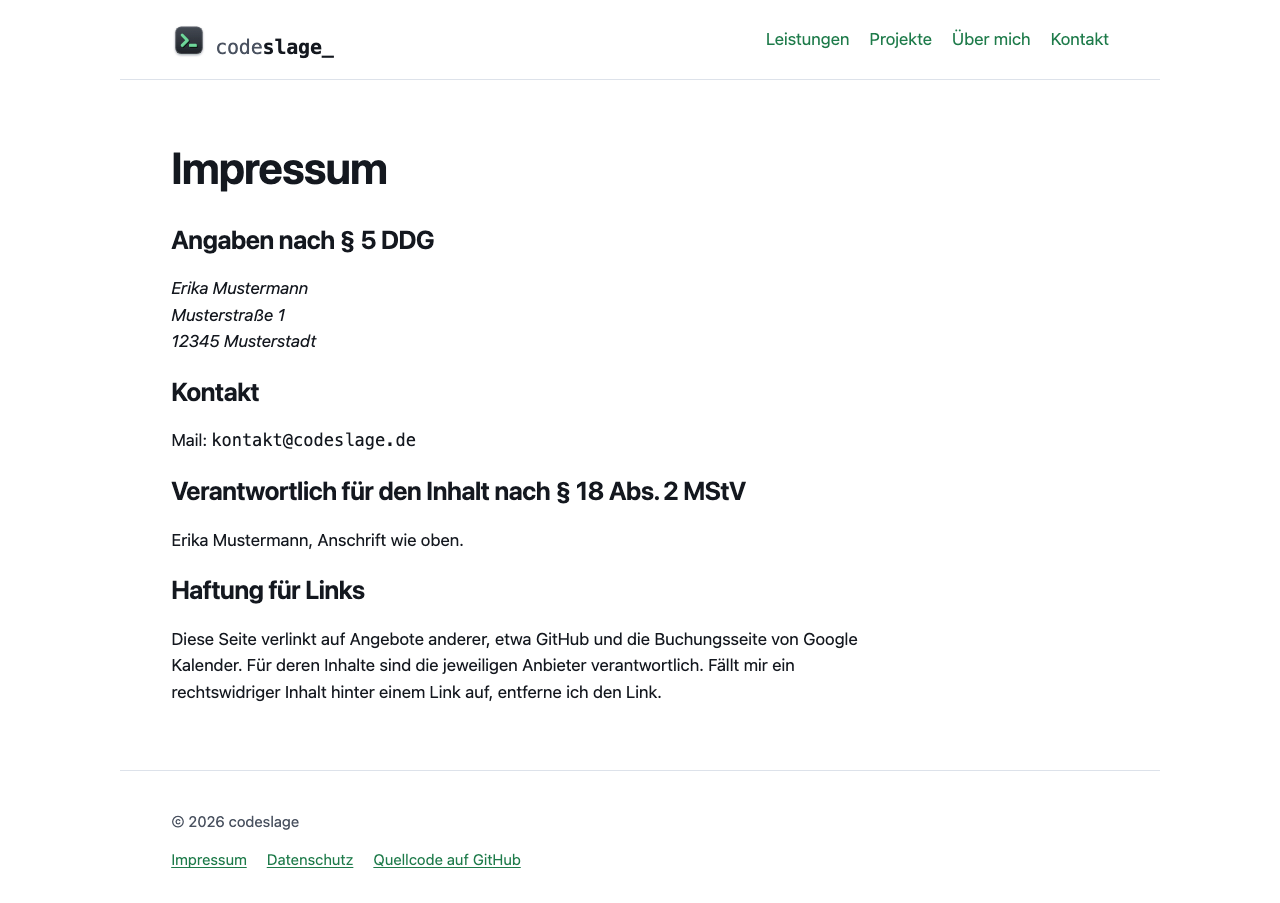 codeslage_
Leistungen Projekte Über mich Kontakt
Impressum
Angaben nach § 5 DDG
Erika Mustermann
Musterstraße 1
12345 Musterstadt
Kontakt
Mail: kontakt@codeslage.de
Verantwortlich für den Inhalt nach § 18 Abs. 2 MStV
Erika Mustermann, Anschrift wie oben.
Haftung für Links
Diese Seite verlinkt auf Angebote anderer, etwa GitHub und die Buchungsseite von Google
Kalender. Für deren Inhalte sind die jeweiligen Anbieter verantwortlich. Fällt mir ein
rechtswidriger Inhalt hinter einem Link auf, entferne ich den Link.
© 2026 codeslage
Impressum Datenschutz Quellcode auf GitHub